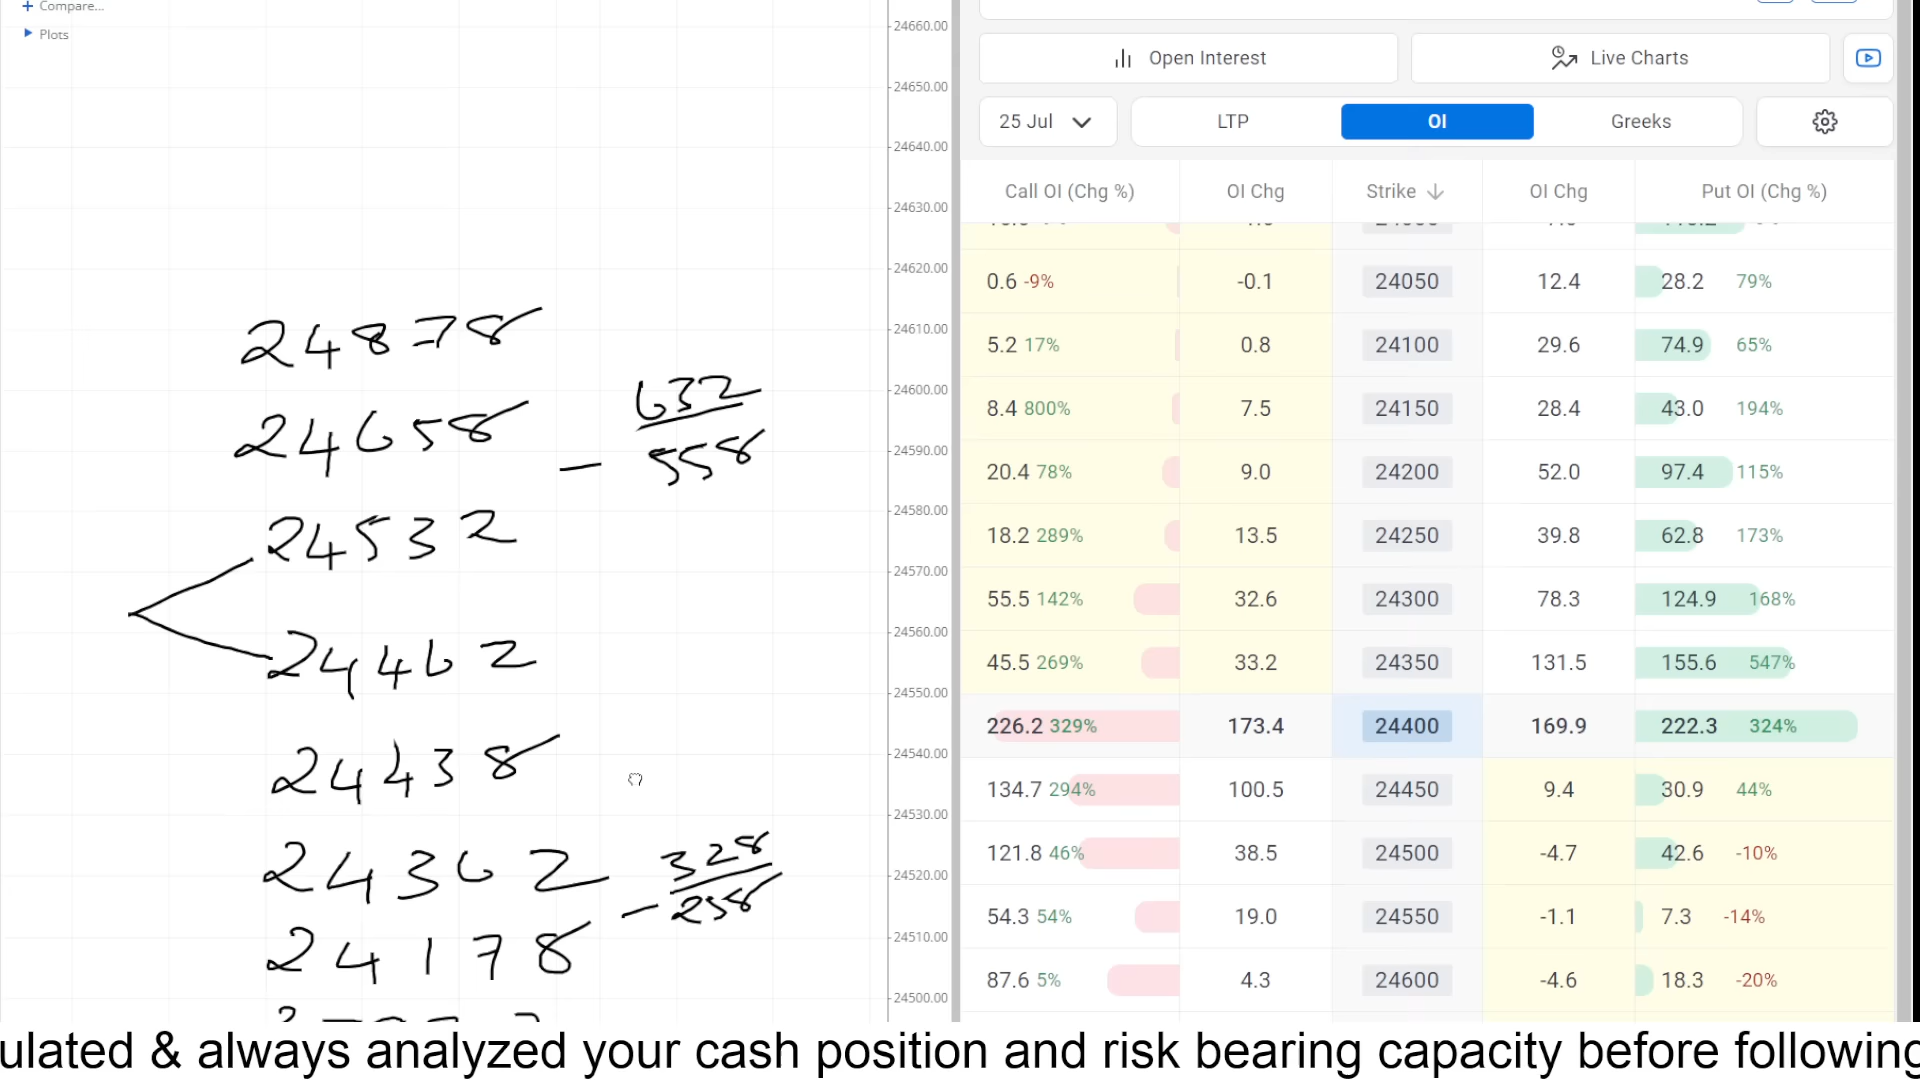 Compare...
Plots
24878
24658
632
558
24532
24462
24438
24362
328
258
24178
24660.00
24650.00
24640.00
24630.00
24620.00
24610.00
24600.00
24590.00
24580.00
24570.00
24560.00
24550.00
24540.00
24530.00
24520.00
24510.00
24500.00
Open Interest Live Charts
25 Jul LTP OI Greeks
Call OI (Chg %) OI Chg Strike OI Chg Put OI (Chg %)
0.6 -9% -0.1 24050 12.4 28.2 79%
5.2 17% 0.8 24100 29.6 74.9 65%
8.4 800% 7.5 24150 28.4 43.0 194%
20.4 78% 9.0 24200 52.0 97.4 115%
18.2 289% 13.5 24250 39.8 62.8 173%
55.5 142% 32.6 24300 78.3 124.9 168%
45.5 269% 33.2 24350 131.5 155.6 547%
226.2 329% 173.4 24400 169.9 222.3 324%
134.7 294% 100.5 24450 9.4 30.9 44%
121.8 46% 38.5 24500 -4.7 42.6 -10%
54.3 54% 19.0 24550 -1.1 7.3 -14%
87.6 5% 4.3 24600 -4.6 18.3 -20%
ulated & always analyzed your cash position and risk bearing capacity before following